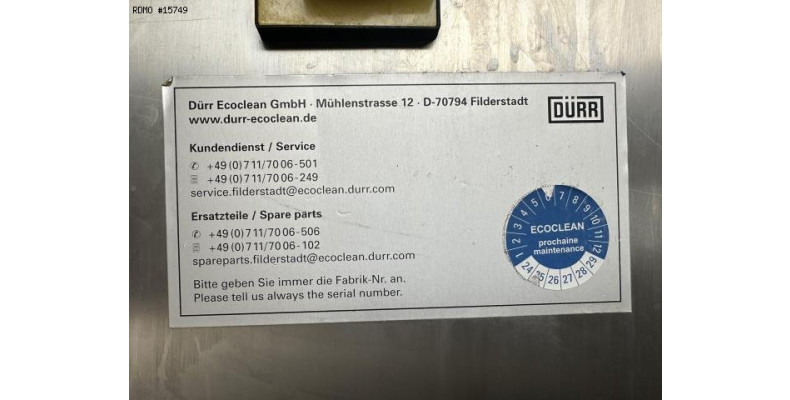 RDMO #15749
Dürr Ecoclean GmbH · Mühlenstrasse 12 · D-70794 Filderstadt
www.durr-ecoclean.de
DÜRR
Kundendienst / Service
✆ +49(0)711/7006-501
+49(0)711/7006-249
service.filderstadt@ecoclean.durr.com
Ersatzteile / Spare parts
✆ +49(0)711/7006-506
+49(0)711/7006-102
spareparts.filderstadt@ecoclean.durr.com
Bitte geben Sie immer die Fabrik-Nr. an.
Please tell us always the serial number.
1 2 3 4 5 6 7 8 9 10 11 12
ECOCLEAN
prochaine
maintenance
24 25 26 27 28 29